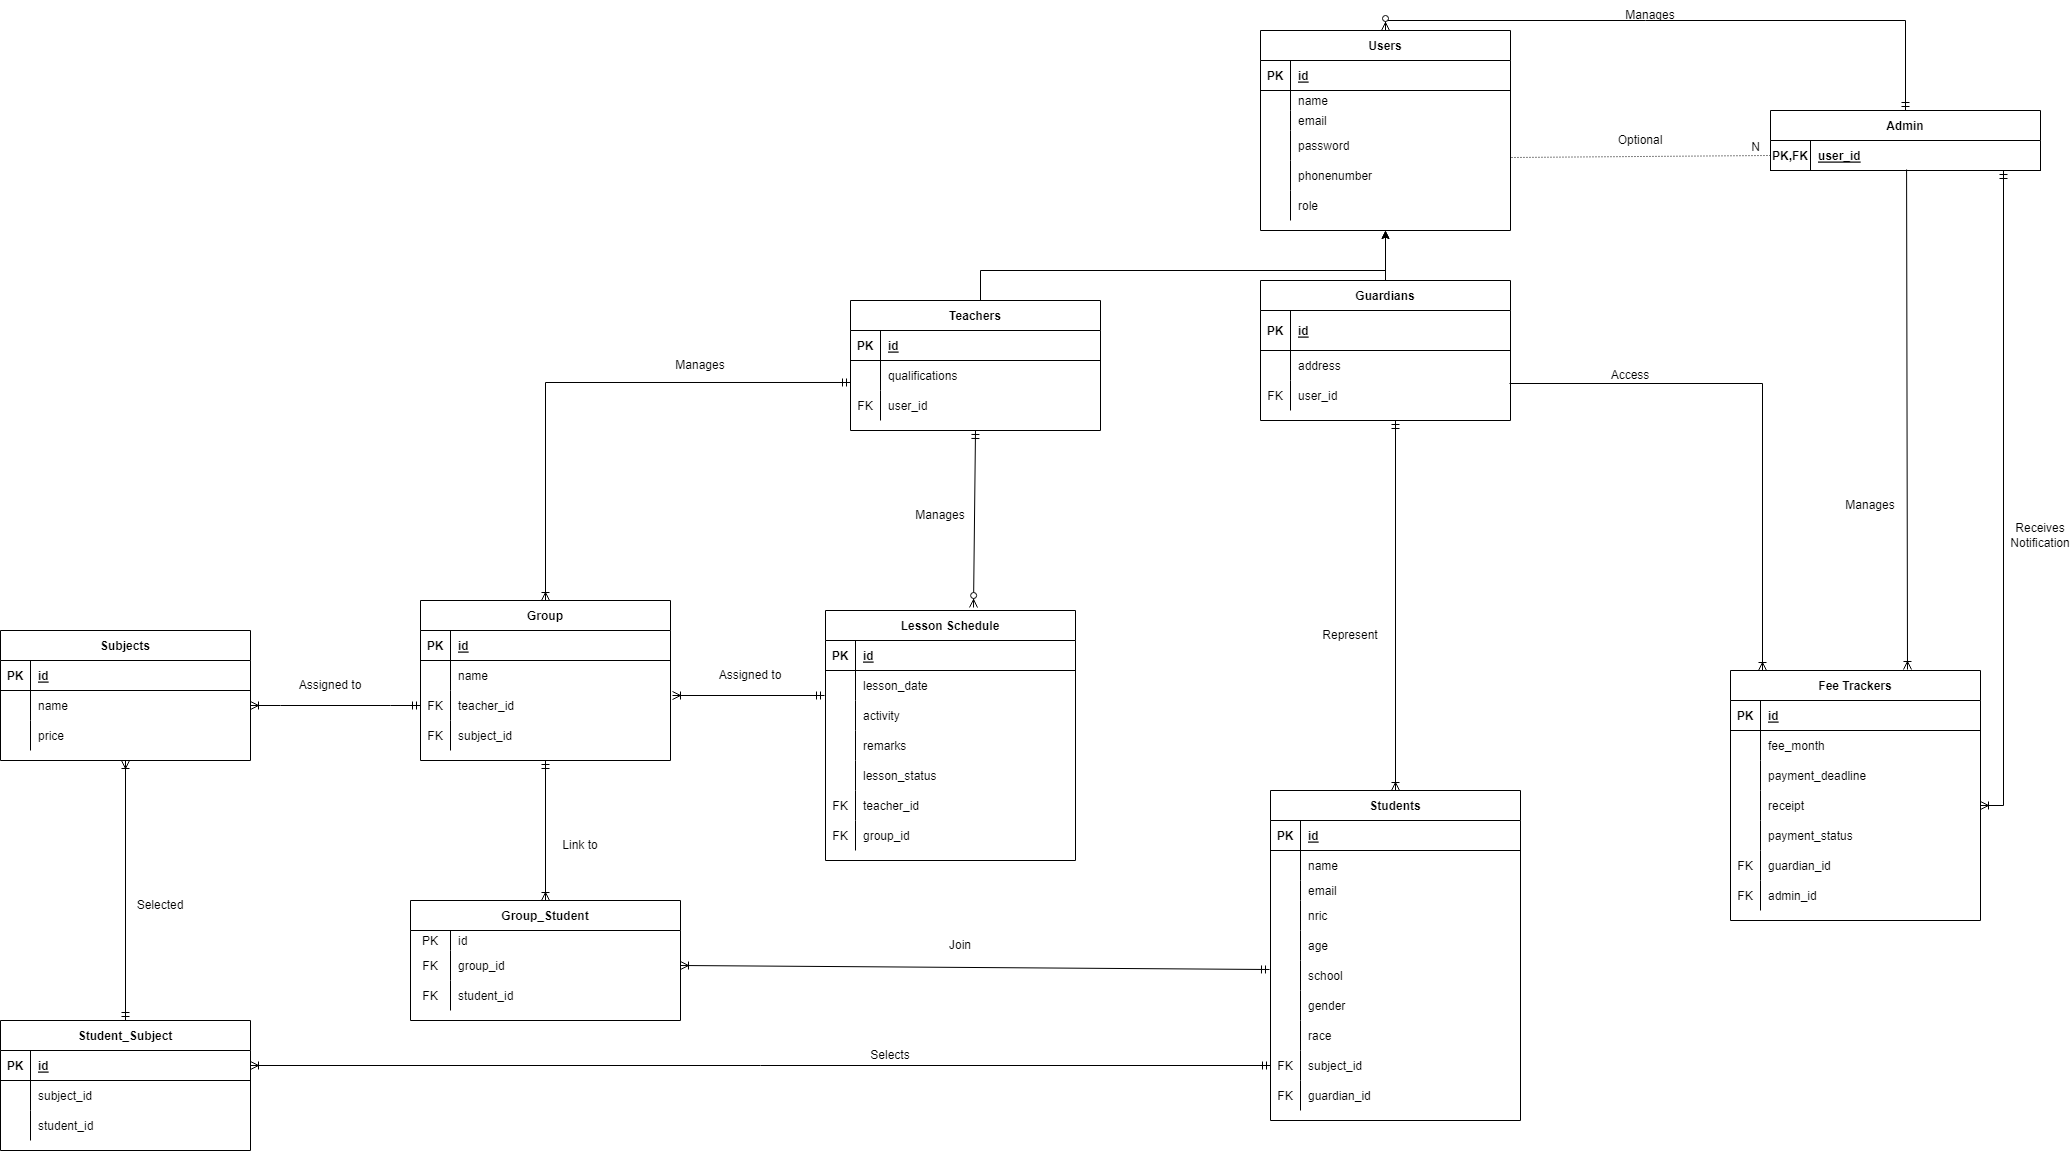 Manages
Users
PK id
name
email
password
phonenumber
role
Optional
N
Admin
PK,FK user_id
Teachers
PK id
qualifications
FK user_id
Guardians
PK id
address
FK user_id
Manages
Access
Manages
Manages
Receives
Notification
Represent
Subjects
PK id
name
price
Assigned to
Group
PK id
name
FK teacher_id
FK subject_id
Assigned to
Lesson Schedule
PK id
lesson_date
activity
remarks
lesson_status
FK teacher_id
FK group_id
Fee Trackers
PK id
fee_month
payment_deadline
receipt
payment_status
FK guardian_id
FK admin_id
Students
PK id
name
email
nric
age
school
gender
race
FK subject_id
FK guardian_id
Link to
Selected
Group_Student
PK id
FK group_id
FK student_id
Join
Student_Subject
PK id
subject_id
student_id
Selects